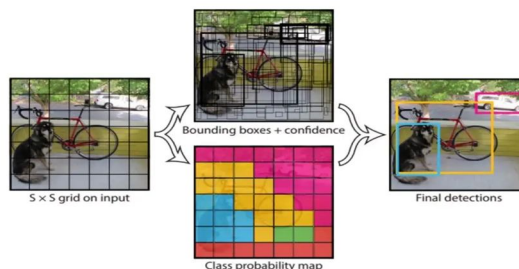 S × S grid on input
Bounding boxes + confidence
Class probability map
Final detections